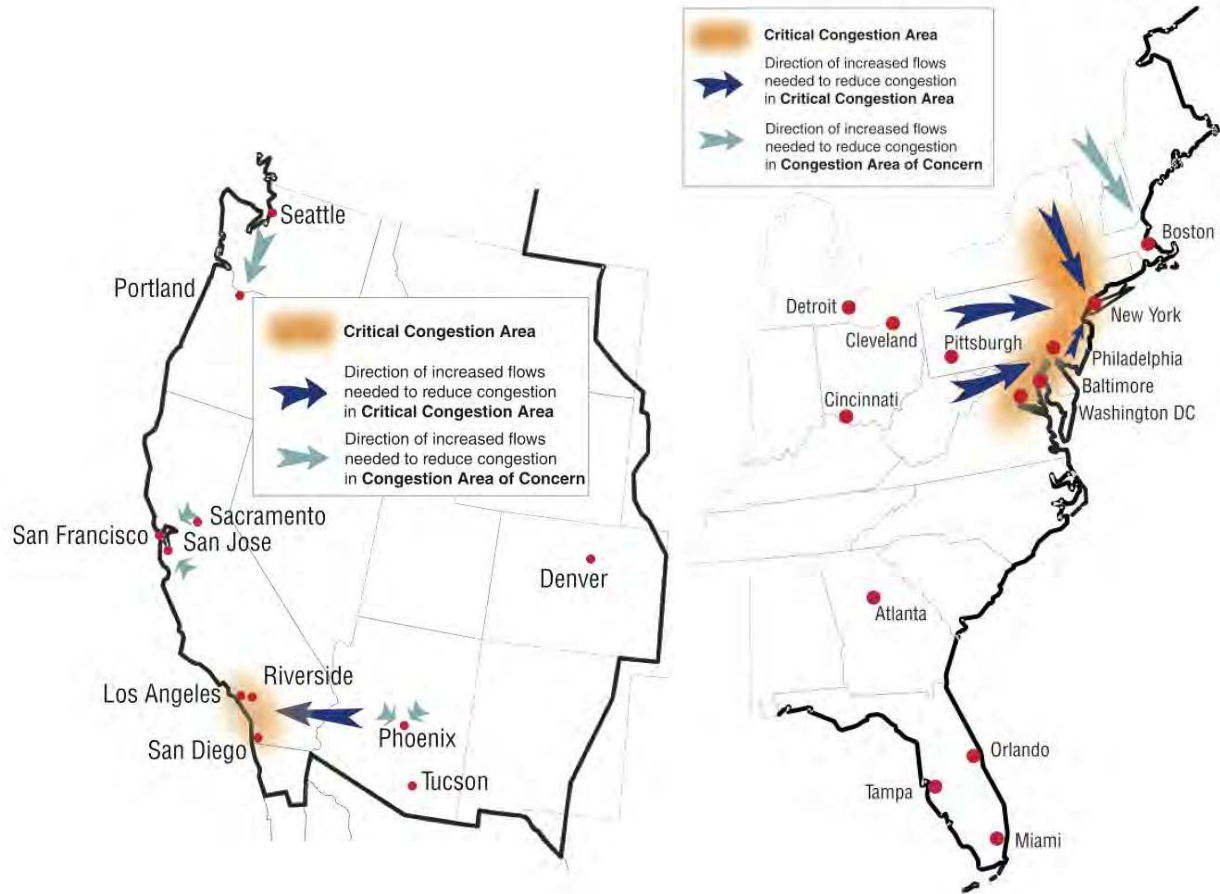 Seattle
Portland
Critical Congestion Area
Direction of increased flows
needed to reduce congestion
in Critical Congestion Area
Direction of increased flows
needed to reduce congestion
in Congestion Area of Concern
Sacramento
San Francisco
San Jose
Denver
Riverside
Los Angeles
San Diego
Phoenix
Tucson
Critical Congestion Area
Direction of increased flows
needed to reduce congestion
in Critical Congestion Area
Direction of increased flows
needed to reduce congestion
in Congestion Area of Concern
Boston
Detroit
New York
Cleveland
Pittsburgh
Philadelphia
Baltimore
Cincinnati
Washington DC
Atlanta
Orlando
Tampa
Miami